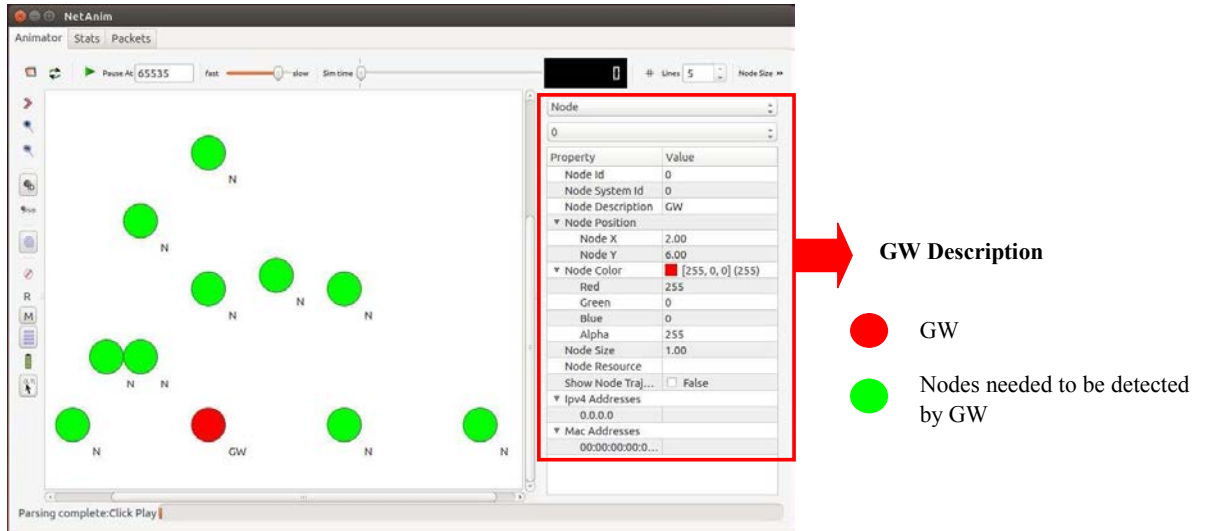 NetAnim
Animator Stats Packets
Pause At 65535 fast slow Sim time 0 # Lines 5 Node Size »
Node
0
Property Value
Node Id 0
Node System Id 0
Node Description GW
Node Position
Node X 2.00
Node Y 6.00
Node Color [255, 0, 0] (255)
Red 255
Green 0
Blue 0
Alpha 255
Node Size 1.00
Node Resource
Show Node Traj... False
Ipv4 Addresses
0.0.0.0
Mac Addresses
00:00:00:00:0...
R
M
N
N
N
N
N
N N
N GW N N
Parsing complete:Click Play
GW Description
GW
Nodes needed to be detected
by GW